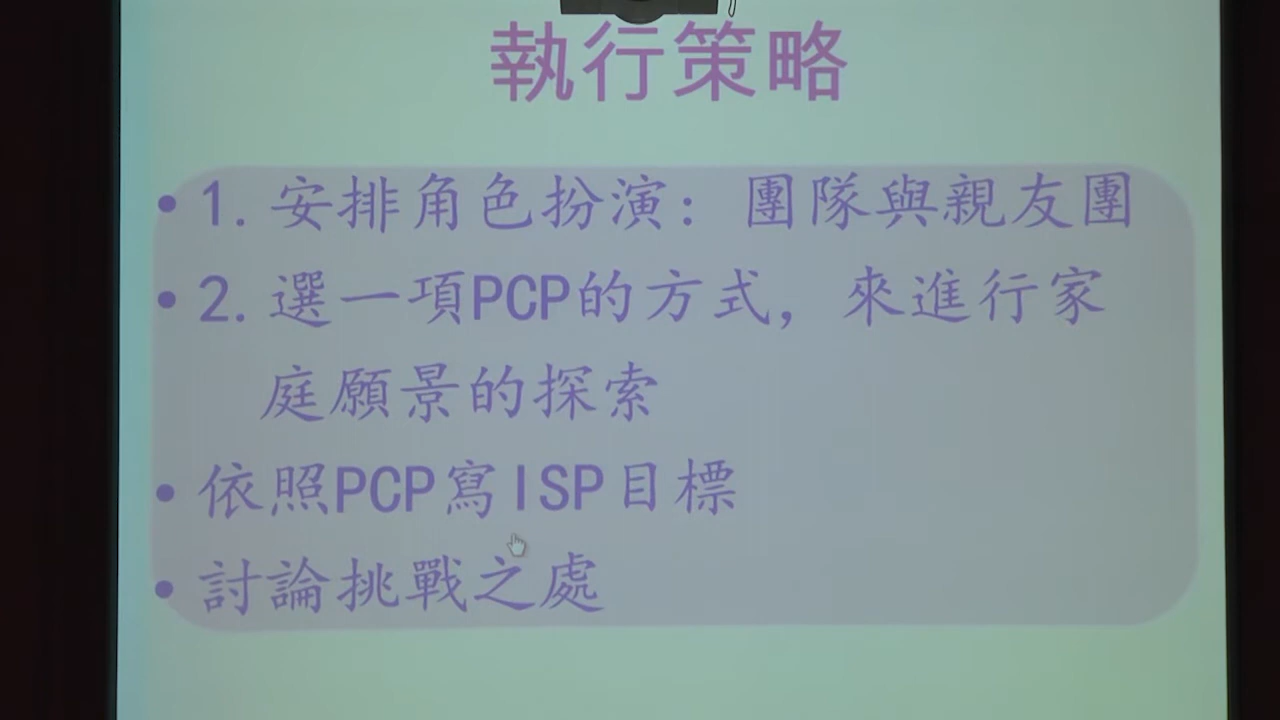 執行策略
• 1. 安排角色扮演：團隊與親友團
• 2. 選一項PCP的方式，來進行家
庭願景的探索
• 依照PCP寫ISP目標
• 討論挑戰之處